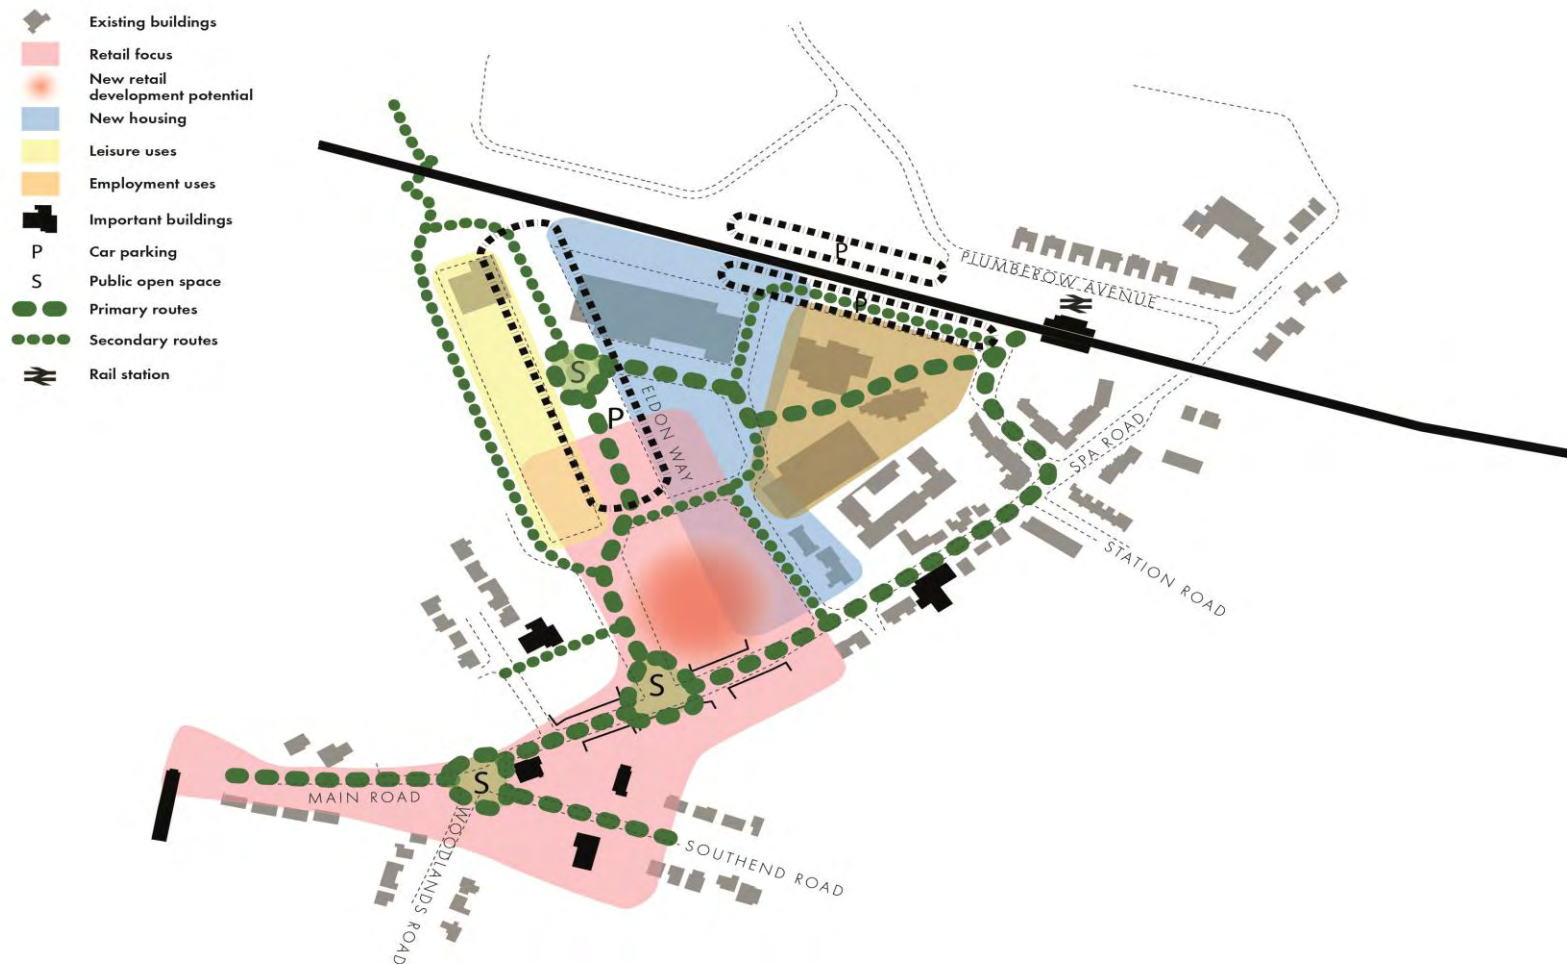 Existing buildings
Retail focus
New retail
development potential
New housing
Leisure uses
Employment uses
Important buildings
P Car parking
S Public open space
Primary routes
Secondary routes
Rail station
P
PLUMBEROW AVENUE
P
S
P
ELDON WAY
SPA ROAD
STATION ROAD
S
S
MAIN ROAD
WOODLANDS ROAD
SOUTHEND ROAD